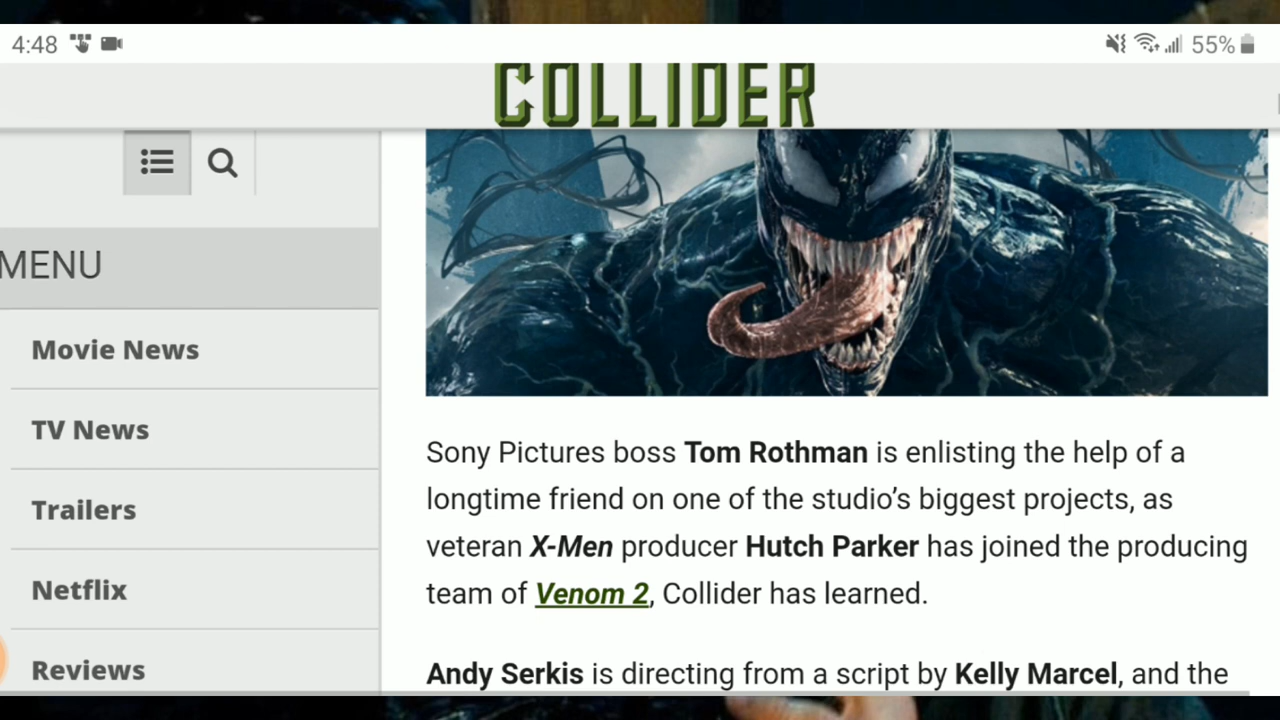 4:48
55%
COLLIDER
MENU
Movie News
TV News
Trailers
Netflix
Reviews
Sony Pictures boss Tom Rothman is enlisting the help of a
longtime friend on one of the studio’s biggest projects, as
veteran X-Men producer Hutch Parker has joined the producing
team of Venom 2, Collider has learned.
Andy Serkis is directing from a script by Kelly Marcel, and the